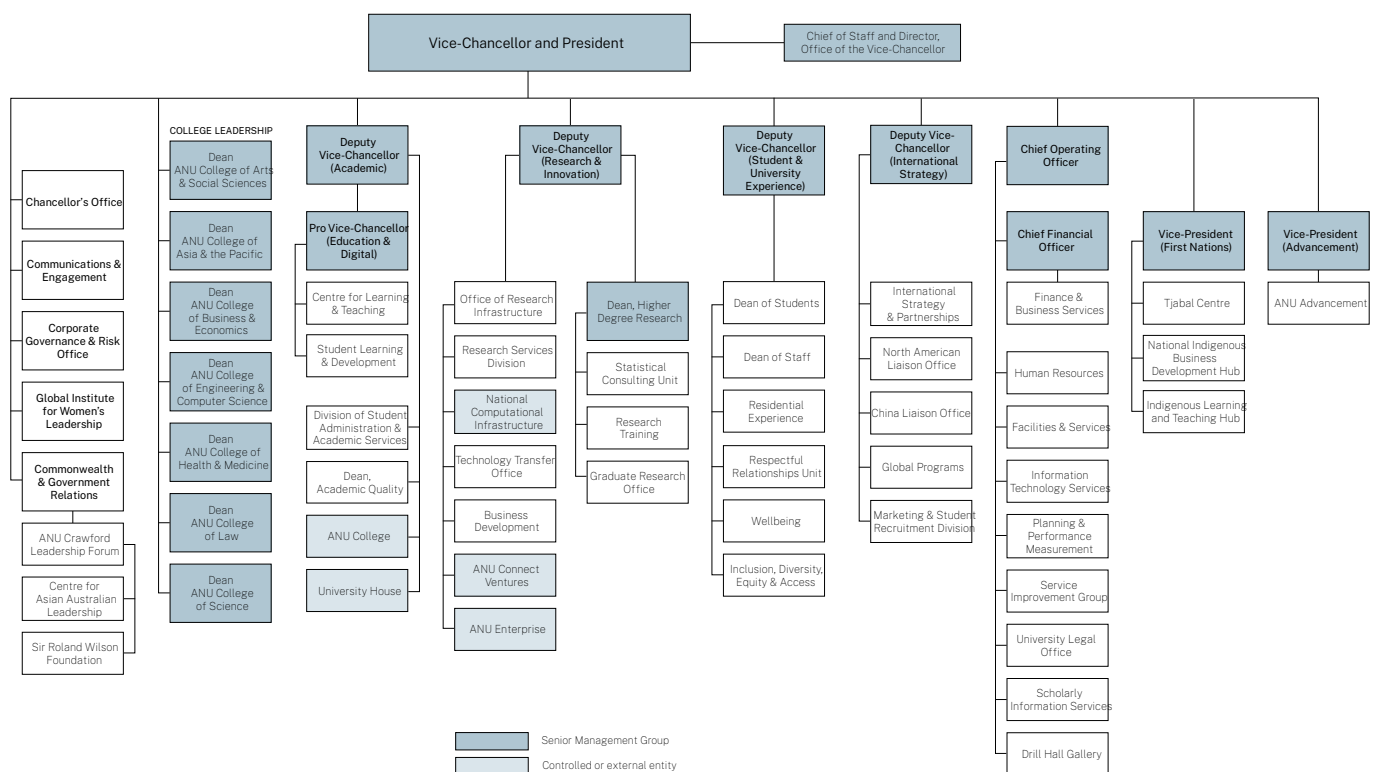 Vice-Chancellor and President
Chief of Staff and Director,
Office of the Vice-Chancellor
Chancellor's Office
Communications &
Engagement
Corporate
Governance & Risk
Office
Global Institute
for Women's
Leadership
Commonwealth
& Government
Relations
ANU Crawford
Leadership Forum
Centre for
Asian Australian
Leadership
Sir Roland Wilson
Foundation
COLLEGE LEADERSHIP
Dean
ANU College of Arts
& Social Sciences
Dean
ANU College of
Asia & the Pacific
Dean
ANU College
of Business &
Economics
Dean
ANU College
of Engineering &
Computer Science
Dean
ANU College of
Health & Medicine
Dean
ANU College
of Law
Dean
ANU College
of Science
Deputy
Vice-Chancellor
(Academic)
Pro Vice-Chancellor
(Education &
Digital)
Centre for Learning
& Teaching
Student Learning
& Development
Division of Student
Administration &
Academic Services
Dean,
Academic Quality
ANU College
University House
Deputy
Vice-Chancellor
(Research &
Innovation)
Office of Research
Infrastructure
Research Services
Division
National
Computational
Infrastructure
Technology Transfer
Office
Business
Development
ANU Connect
Ventures
ANU Enterprise
Dean, Higher
Degree Research
Statistical
Consulting Unit
Research
Training
Graduate Research
Office
Deputy
Vice-Chancellor
(Student &
University
Experience)
Dean of Students
Dean of Staff
Residential
Experience
Respectful
Relationships Unit
Wellbeing
Inclusion, Diversity,
Equity & Access
Deputy Vice-
Chancellor
(International
Strategy)
International
Strategy
& Partnerships
North American
Liaison Office
China Liaison Office
Global Programs
Marketing & Student
Recruitment Division
Chief Operating
Officer
Chief Financial
Officer
Finance &
Business Services
Human Resources
Facilities & Services
Information
Technology Services
Planning &
Performance
Measurement
Service
Improvement Group
University Legal
Office
Scholarly
Information Services
Drill Hall Gallery
Vice-President
(First Nations)
Tjabal Centre
National Indigenous
Business
Development Hub
Indigenous Learning
and Teaching Hub
Vice-President
(Advancement)
ANU Advancement
Senior Management Group
Controlled or external entity